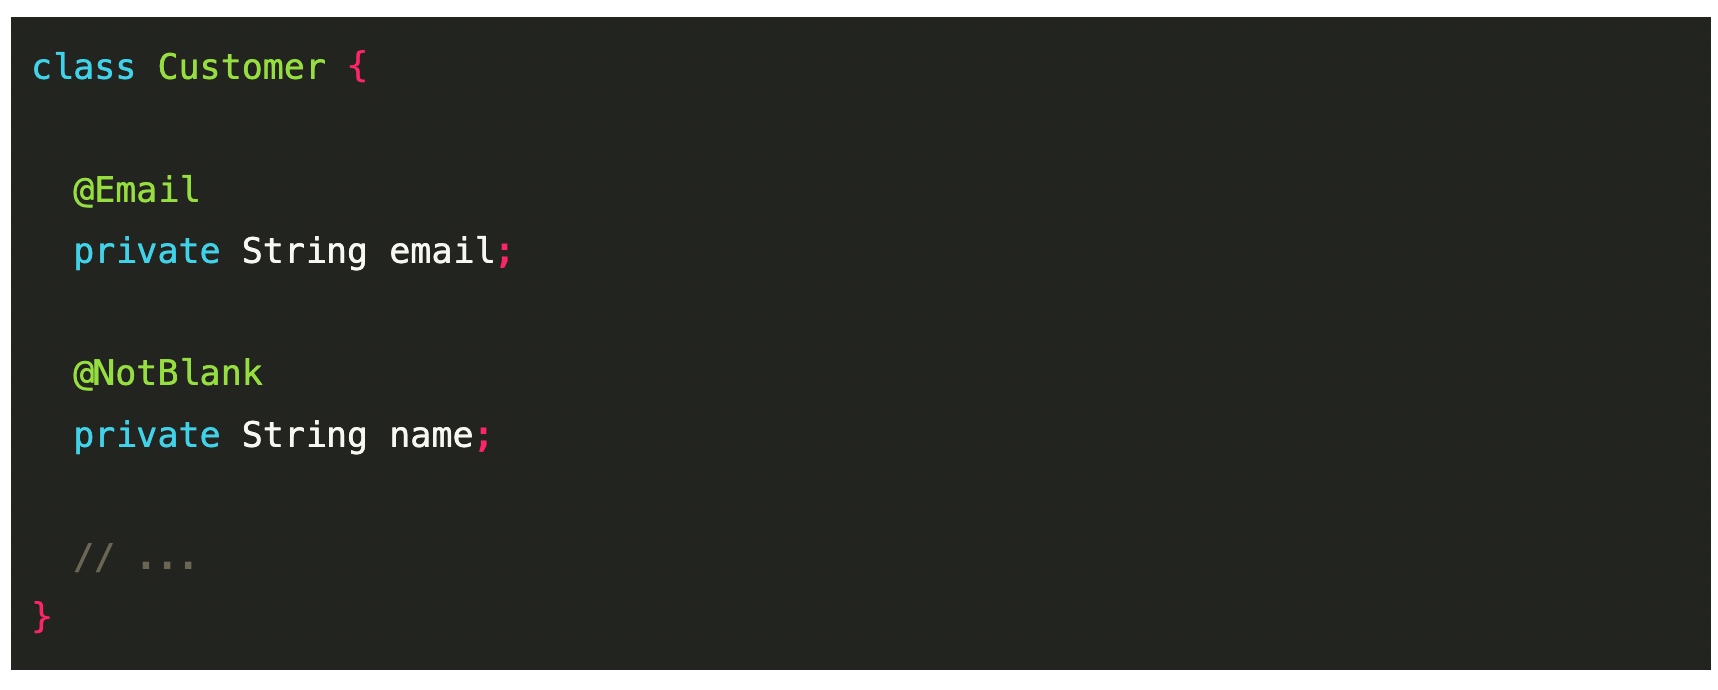 class Customer {
@Email
private String email;
@NotBlank
private String name;
// ...
}